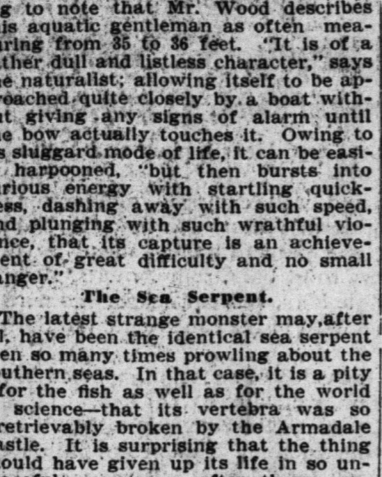 g to note that Mr. Wood describes
is aquatic gentleman as often mea-
uring from 35 to 36 feet. "It is of a
ather dull and listless character," says
e naturalist; allowing itself to be ap-
roached quite closely by a boat with-
ut giving any signs of alarm until
e bow actually touches it. Owing to
s sluggard mode of life, it can be easi-
harpooned, "but then bursts into
urious energy with startling quick-
ess, dashing away with such speed,
nd plunging with such wrathful vio-
nce, that its capture is an achieve-
ent of great difficulty and no small
anger."
The Sea Serpent.
The latest strange monster may, after
l, have been the identical sea serpent
en so many times prowling about the
uthern seas. In that case, it is a pity
for the fish as well as for the world
science—that its vertebra was so
retrievably broken by the Armadale
astle. It is surprising that the thing
ould have given up its life in so un-